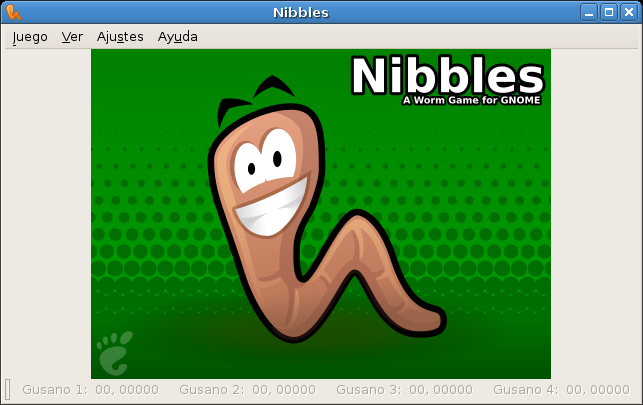 Nibbles
Juego Ver Ajustes Ayuda
Nibbles
A Worm Game for GNOME
Gusano 1: 00, 00000 Gusano 2: 00, 00000 Gusano 3: 00, 00000 Gusano 4: 00, 00000